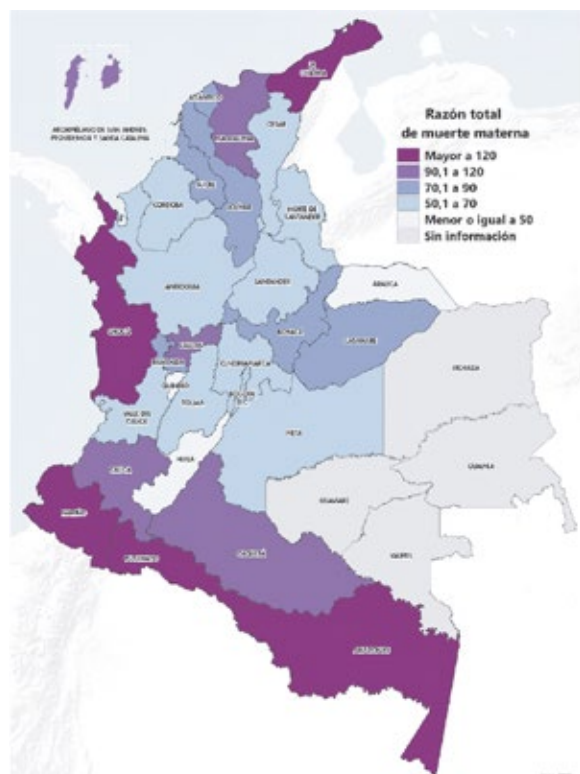 LA
GUAJIRA
ATLÁNTICO
MAGDALENA
CESAR
ARCHIPIÉLAGO DE SAN ANDRÉS
PROVIDENCIA Y SANTA CATALINA
Razón total
de muerte materna
Mayor a 120
90,1 a 120
70,1 a 90
50,1 a 70
Menor o igual a 50
Sin información
SUCRE
CÓRDOBA
BOLÍVAR
NORTE DE
SANTANDER
ANTIOQUIA
SANTANDER
ARAUCA
CHOCÓ
BOYACÁ
CASANARE
CALDAS
RISARALDA
CUNDINAMARCA
VICHADA
QUINDÍO
TOLIMA
VALLE DEL
CAUCA
META
HUILA
GUAINÍA
CAUCA
GUAVIARE
NARIÑO
CAQUETÁ
VAUPÉS
PUTUMAYO
AMAZONAS